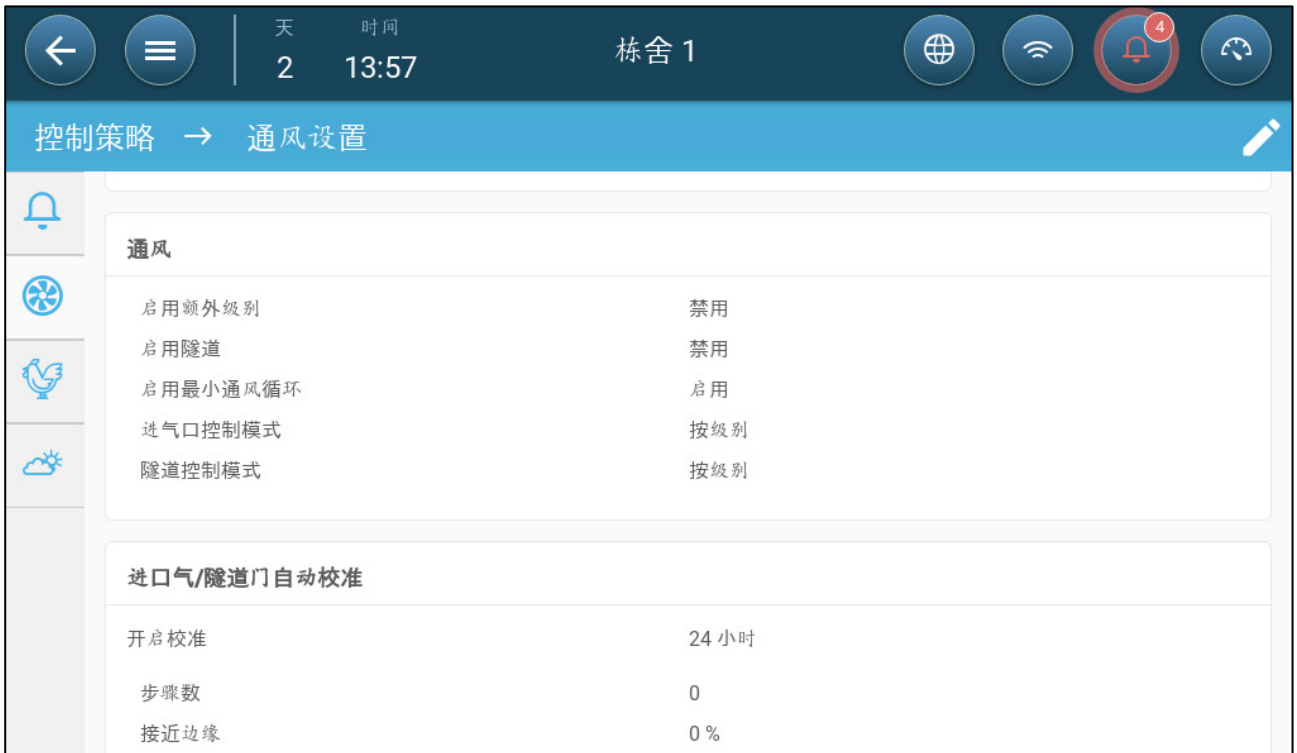 天 时间
2 13:57 栋舍 1 4
控制策略 → 通风设置
通风
启用额外级别 禁用
启用隧道 禁用
启用最小通风循环 启用
进气口控制模式 按级别
隧道控制模式 按级别
进口气/隧道门自动校准
开启校准 24 小时
步骤数 0
接近边缘 0 %